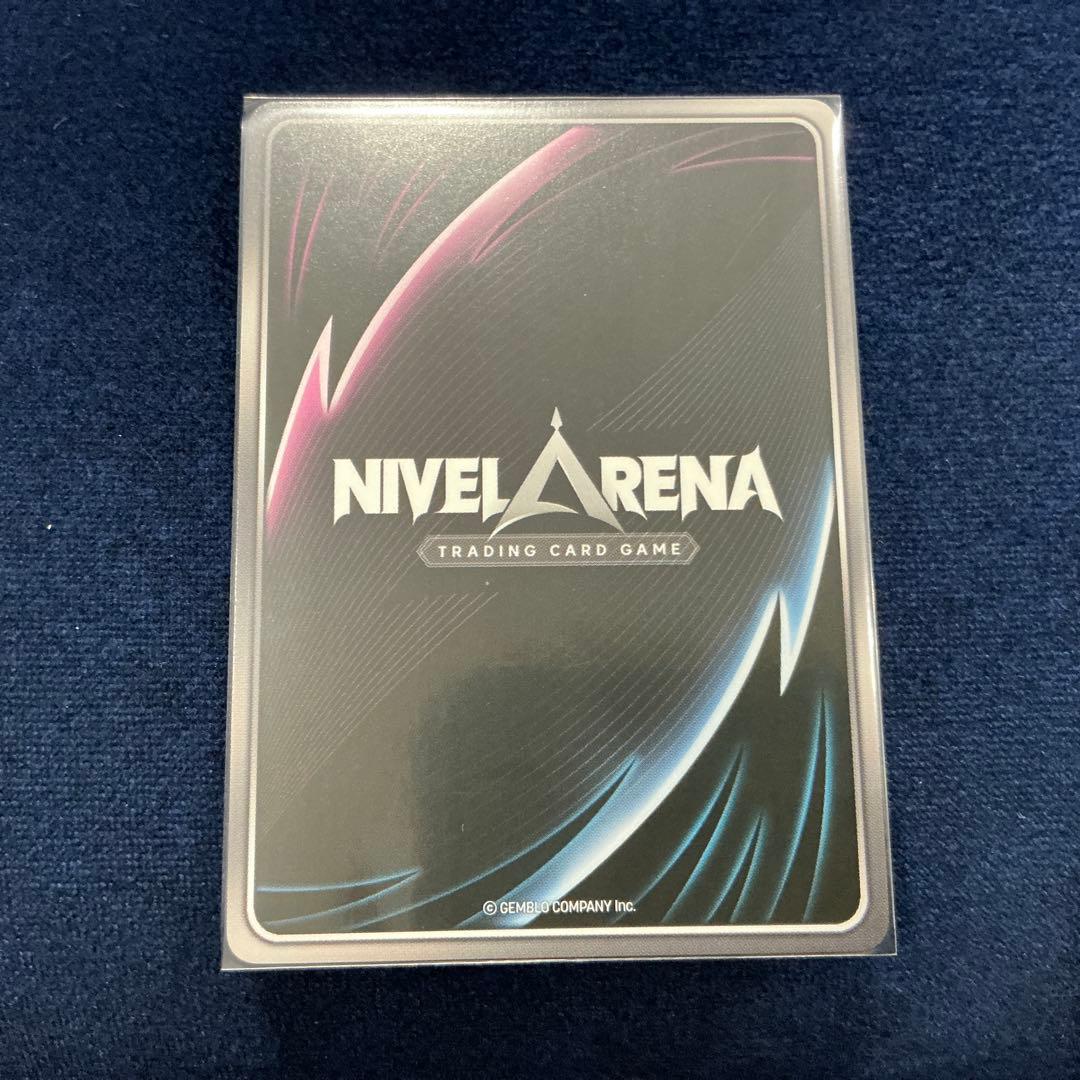 NIVEL ARENA
TRADING CARD GAME
© GEMBLO COMPANY Inc.